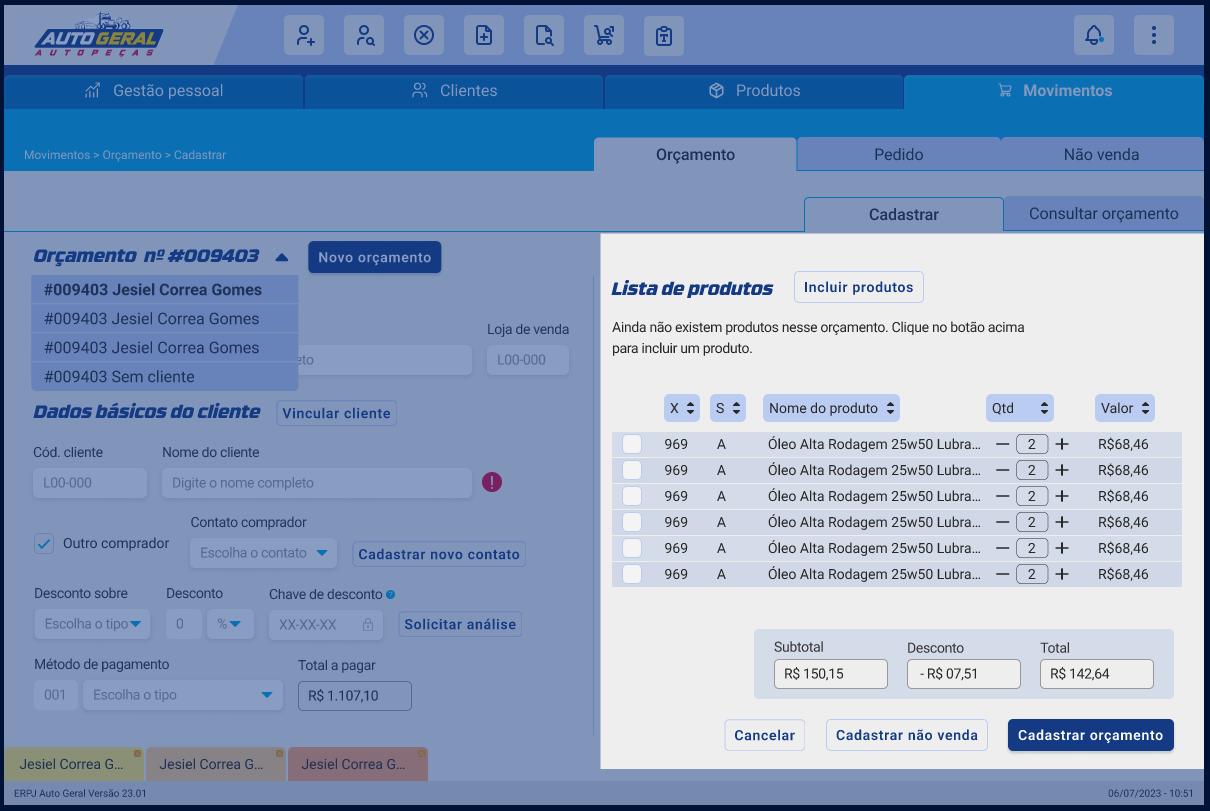 AUTO GERAL
AUTOPEÇAS
Gestão pessoal
Clientes
Produtos
Movimentos
Movimentos > Orçamento > Cadastrar
Orçamento
Pedido
Não venda
Cadastrar
Consultar orçamento
Orçamento nº #009403
Novo orçamento
#009403 Jesiel Correa Gomes
#009403 Jesiel Correa Gomes
#009403 Jesiel Correa Gomes
#009403 Sem cliente
Loja de venda
L00-000
Dados básicos do cliente
Vincular cliente
Cód. cliente
Nome do cliente
L00-000
Digite o nome completo
!
Outro comprador
Contato comprador
Escolha o contato
Cadastrar novo contato
Desconto sobre
Desconto
Chave de desconto ?
Escolha o tipo
0
%
XX-XX-XX
Solicitar análise
Método de pagamento
Total a pagar
001
Escolha o tipo
R$ 1.107,10
Lista de produtos
Incluir produtos
Ainda não existem produtos nesse orçamento. Clique no botão acima
para incluir um produto.
X
S
Nome do produto
Qtd
Valor
969 A Óleo Alta Rodagem 25w50 Lubra... — 2 + R$68,46
969 A Óleo Alta Rodagem 25w50 Lubra... — 2 + R$68,46
969 A Óleo Alta Rodagem 25w50 Lubra... — 2 + R$68,46
969 A Óleo Alta Rodagem 25w50 Lubra... — 2 + R$68,46
969 A Óleo Alta Rodagem 25w50 Lubra... — 2 + R$68,46
969 A Óleo Alta Rodagem 25w50 Lubra... — 2 + R$68,46
Subtotal
Desconto
Total
R$ 150,15
- R$ 07,51
R$ 142,64
Cancelar
Cadastrar não venda
Cadastrar orçamento
Jesiel Correa G...
Jesiel Correa G...
Jesiel Correa G...
ERPJ Auto Geral Versão 23.01
06/07/2023 - 10:51